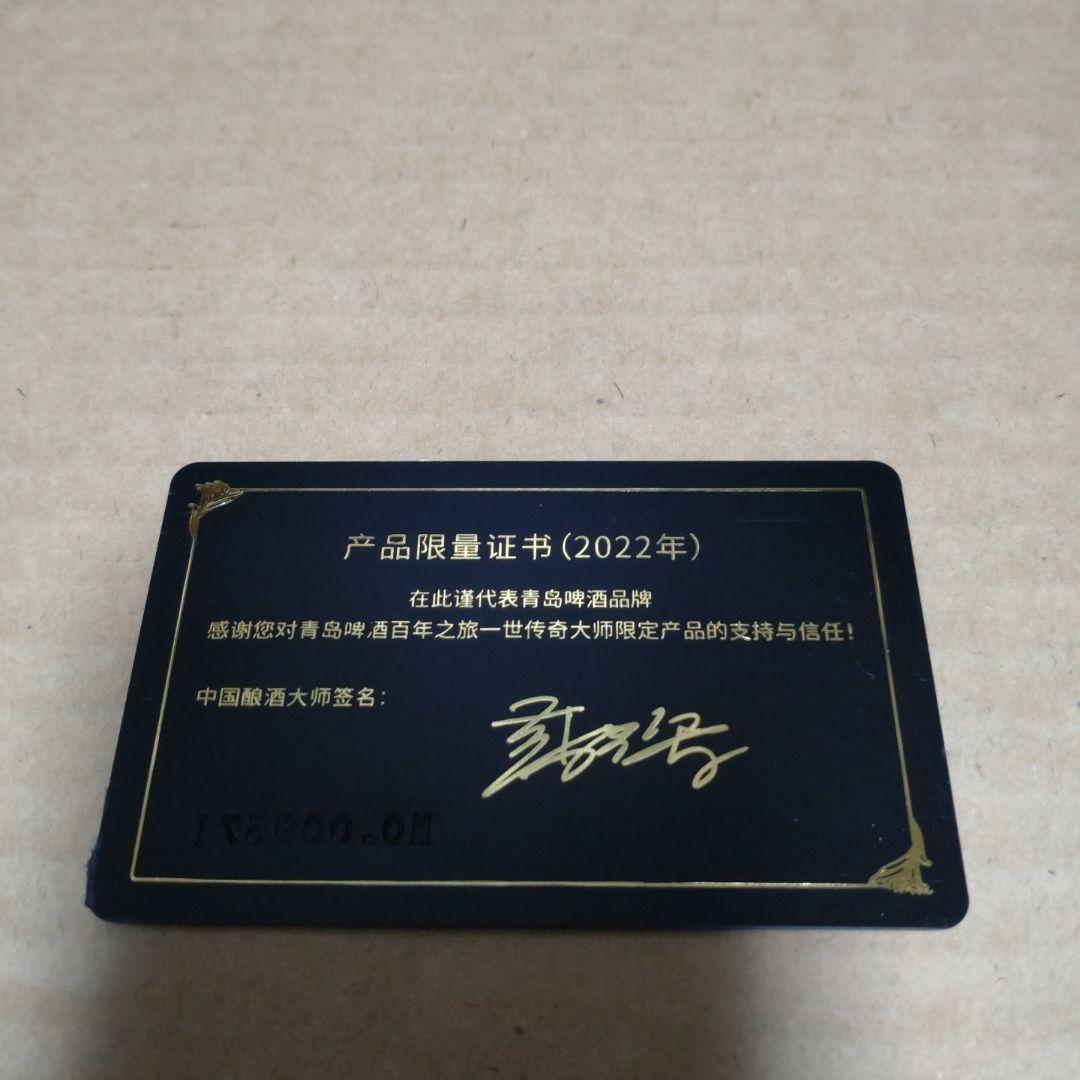 产品限量证书(2022年)
在此谨代表青岛啤酒品牌
感谢您对青岛啤酒百年之旅一世传奇大师限定产品的支持与信任!
中国酿酒大师签名: